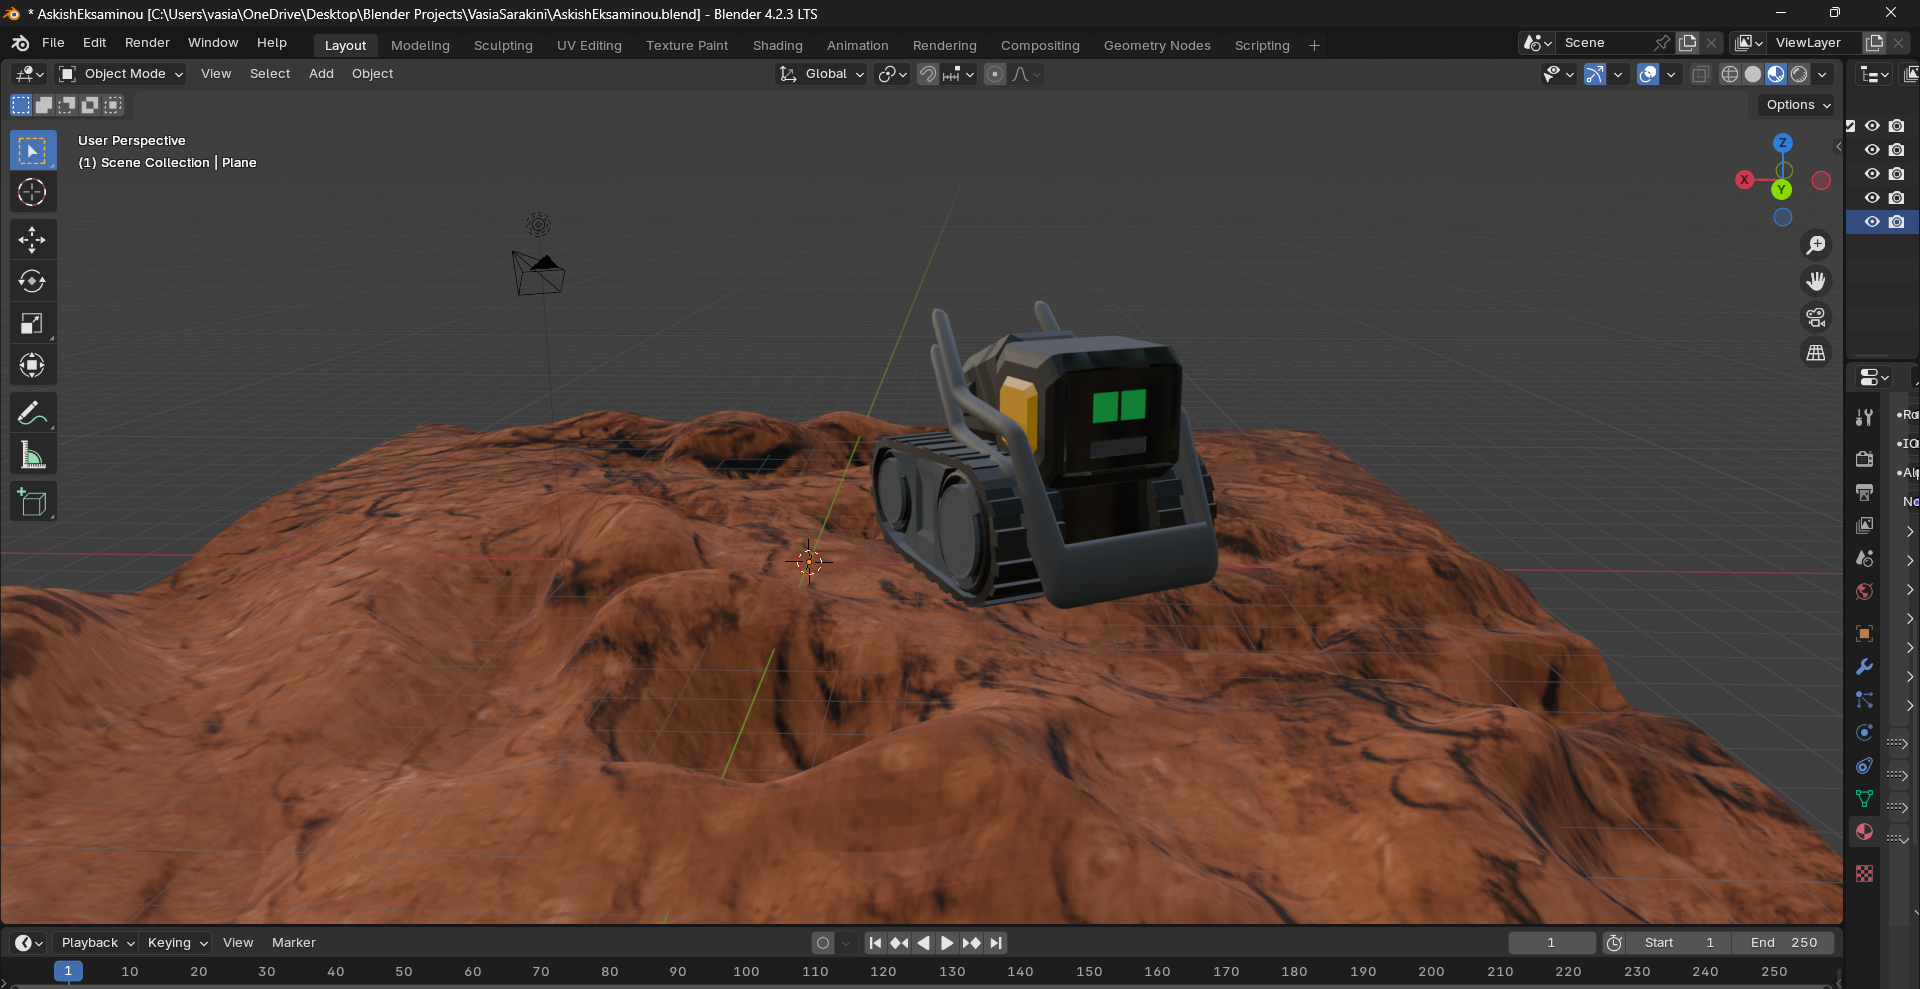 * AskishEksaminou [C:\Users\vasia\OneDrive\Desktop\Blender Projects\VasiaSarakini\AskishEksaminou.blend] - Blender 4.2.3 LTS
File Edit Render Window Help Layout Modeling Sculpting UV Editing Texture Paint Shading Animation Rendering Compositing Geometry Nodes Scripting + Scene ViewLayer
Object Mode View Select Add Object Global
Options
User Perspective
(1) Scene Collection | Plane
Z
X
Y
Playback Keying View Marker 1 Start 1 End 250
1 10 20 30 40 50 60 70 80 90 100 110 120 130 140 150 160 170 180 190 200 210 220 230 240 250